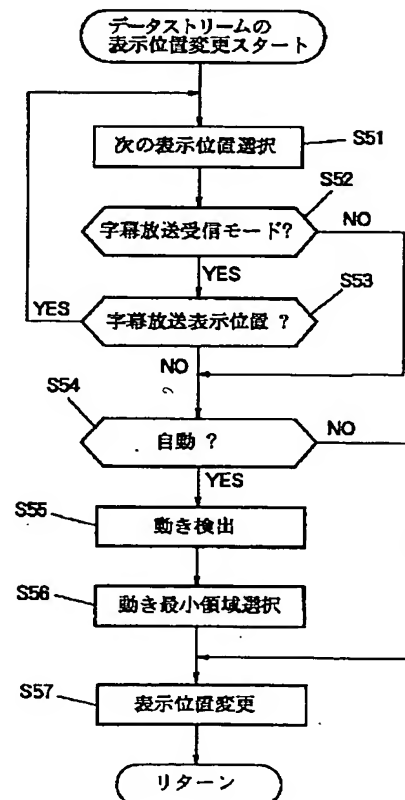 データストリームの
表示位置変更スタート
次の表示位置選択
S51
S52
字幕放送受信モード?
NO
YES
S53
YES
字幕放送表示位置 ?
NO
S54
自動 ?
NO
YES
S55
動き検出
S56
動き最小領域選択
S57
表示位置変更
リターン